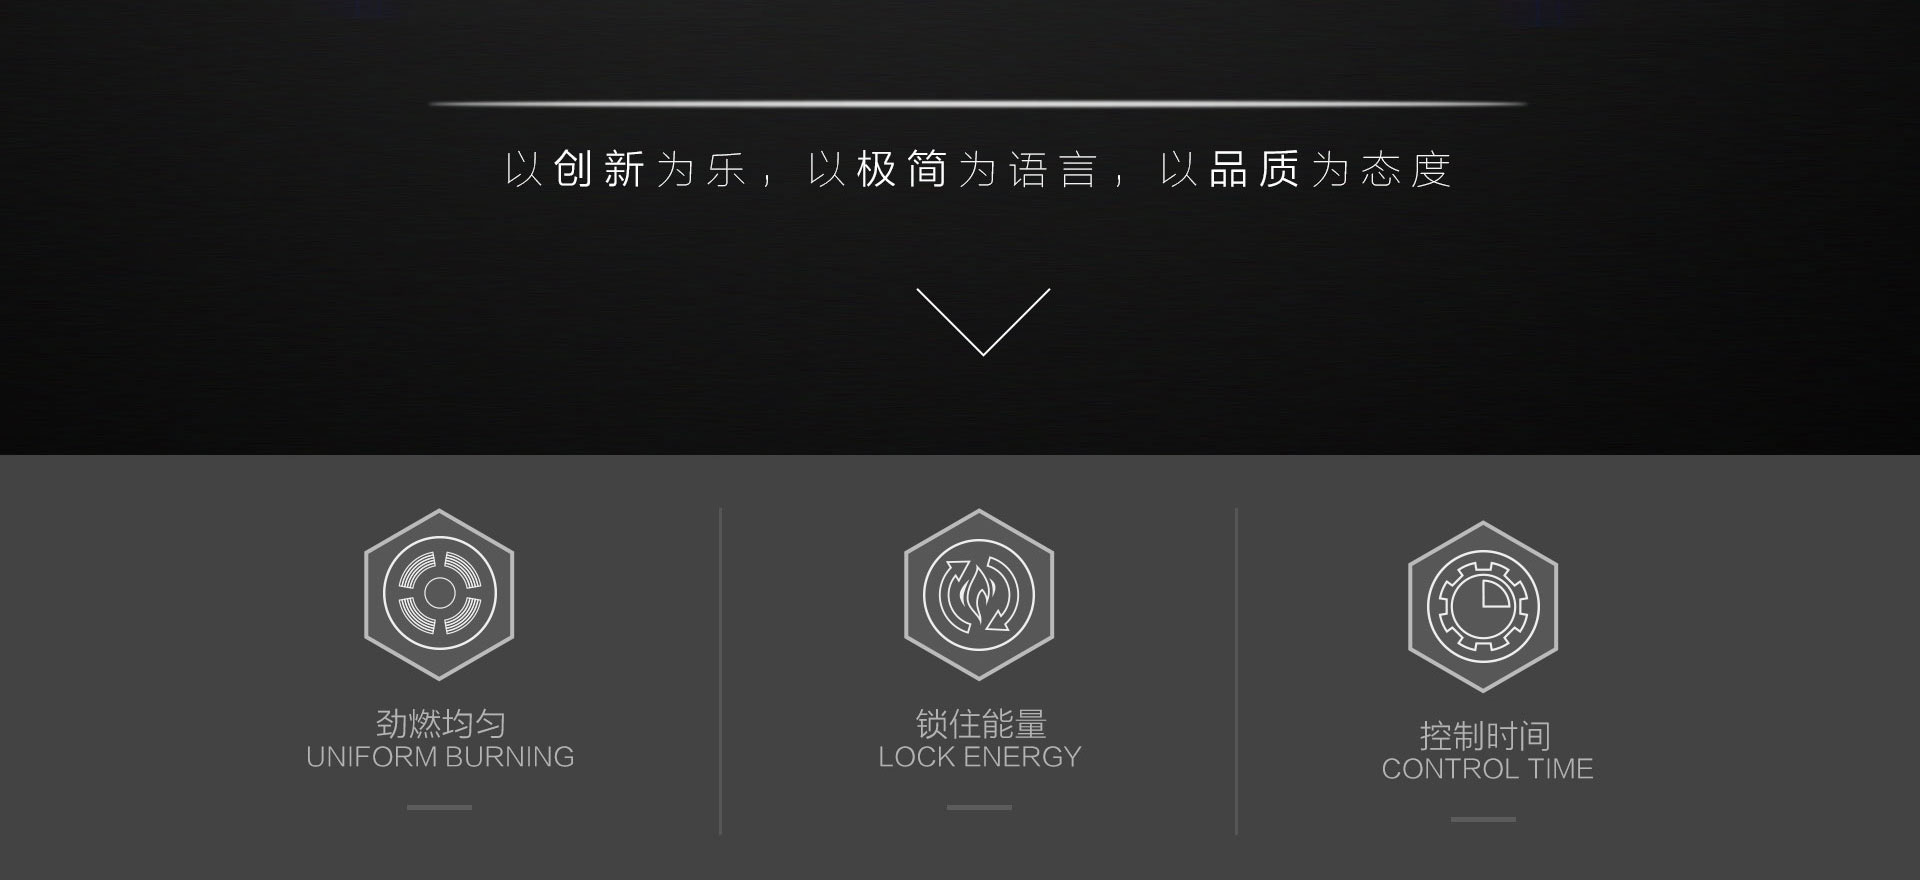 以创新为乐，以极简为语言，以品质为态度
劲燃均匀
UNIFORM BURNING
锁住能量
LOCK ENERGY
控制时间
CONTROL TIME